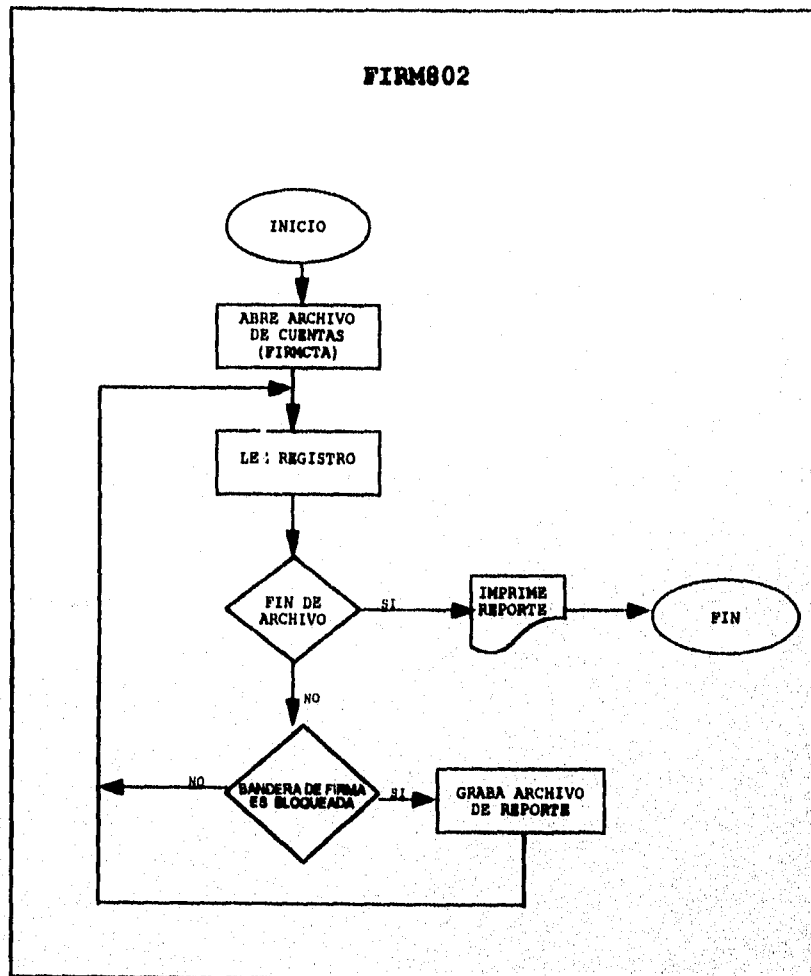 FIRM802
INICIO
ABRE ARCHIVO
DE CUENTAS
(FIRMCTA)
REGISTRO
FIN DE
ARCHIVO
SI
IMPRIME
REPORTE
FIN
NO
BANDERA DE FIRMA
ES BLOQUEADA
NO
SI
GRABA ARCHIVO
DE REPORTE